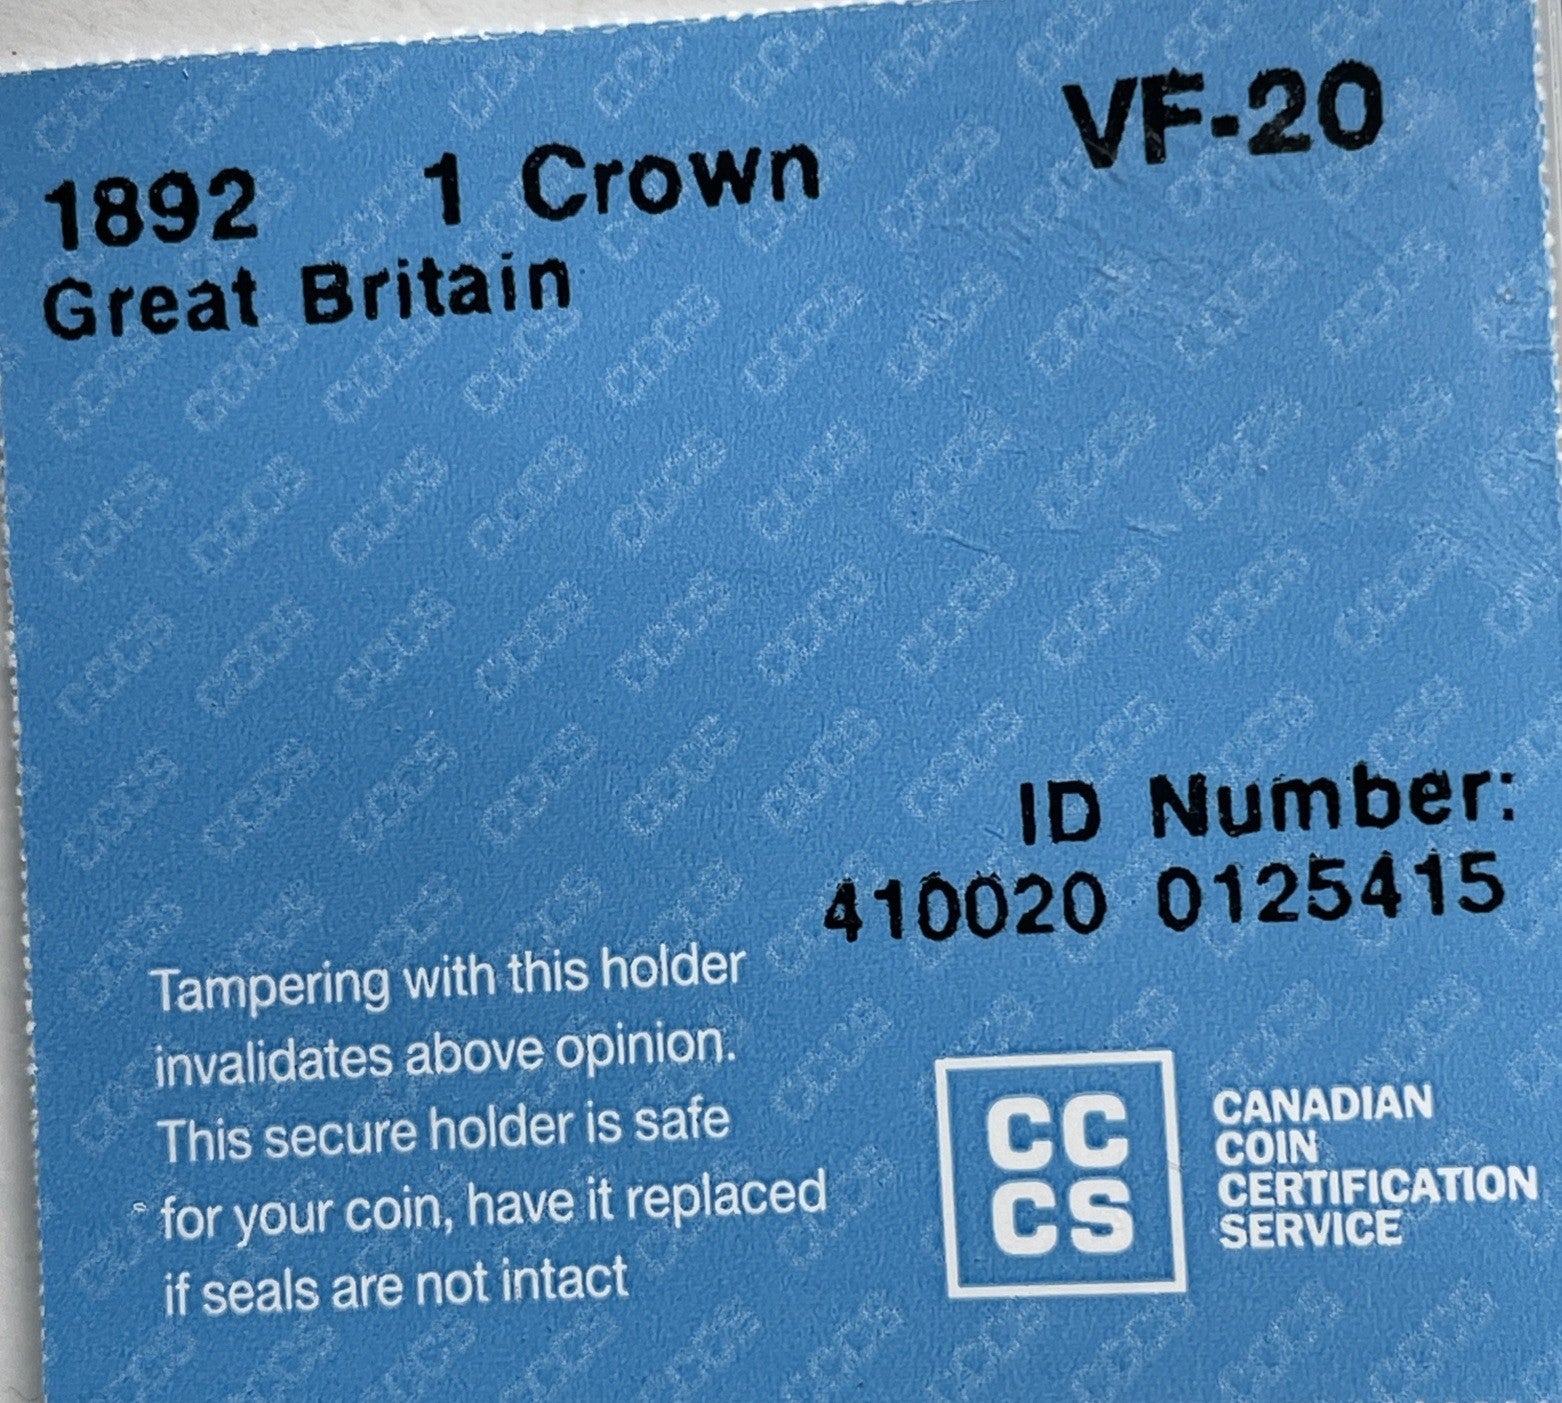 VF-20
1892 1 Crown
Great Britain
ID Number:
410020 0125415
Tampering with this holder
invalidates above opinion.
This secure holder is safe
for your coin, have it replaced
if seals are not intact
CC
CS
CANADIAN
COIN
CERTIFICATION
SERVICE